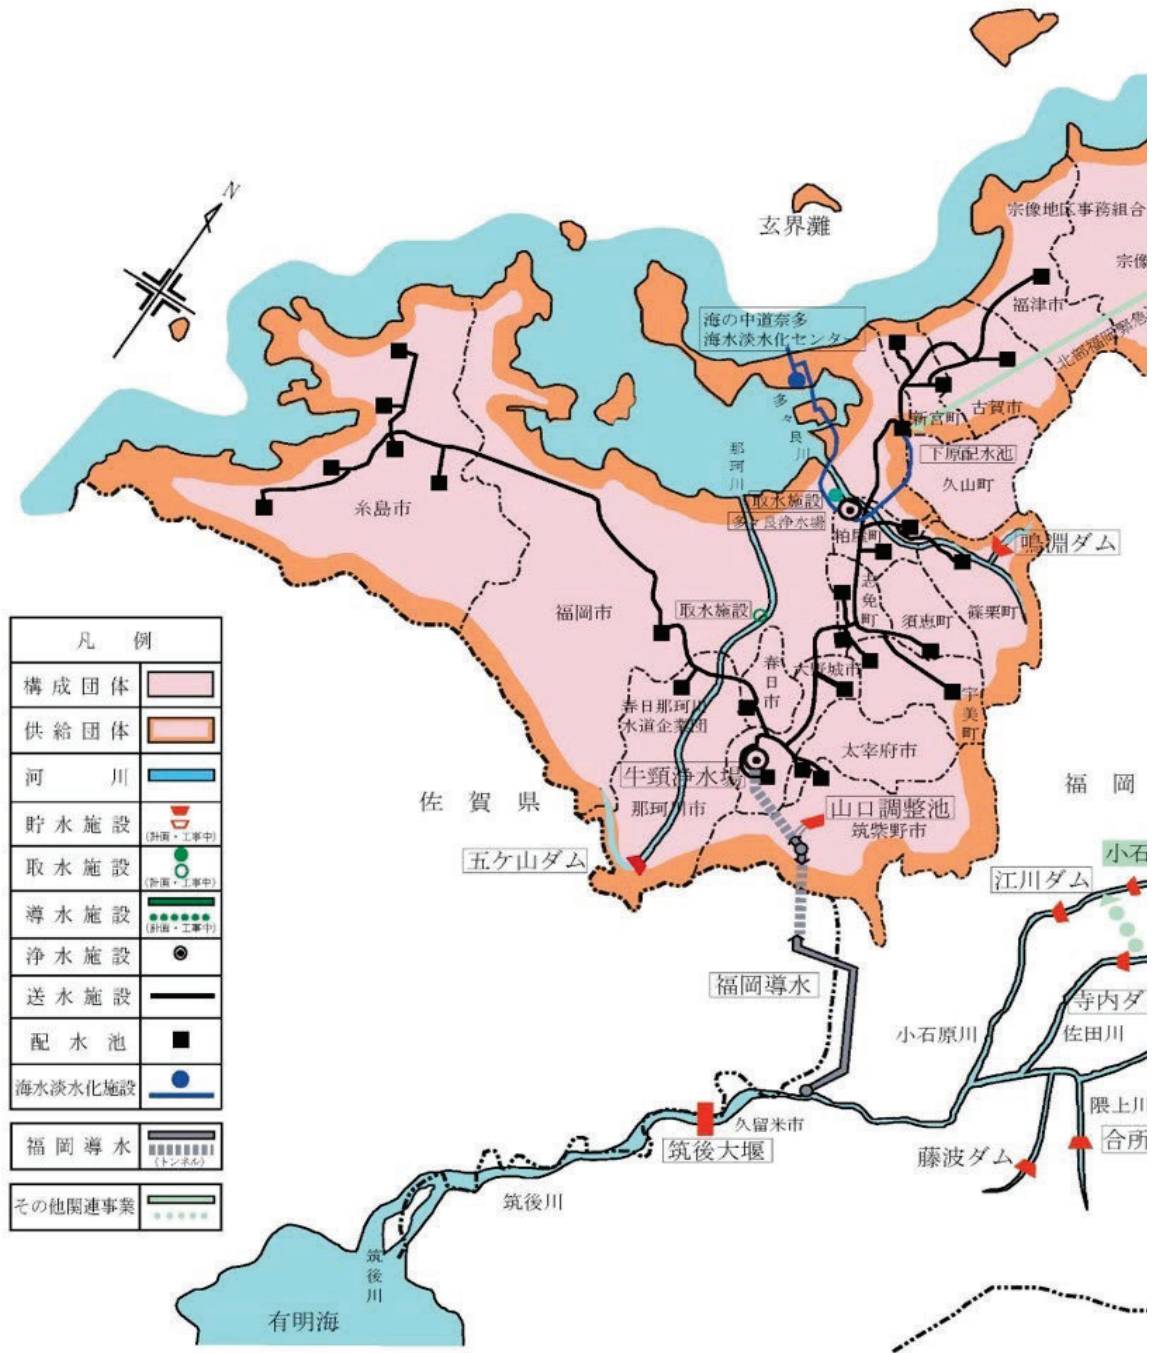 N
玄界灘
宗像地区事務組合
宗像
福津市
北部福岡緊急
海の中道奈多
海水淡水化センター
多々良川
那珂川
新宮町
古賀市
下原配水池
久山町
取水施設
多々良浄水場
粕屋町
鳴淵ダム
糸島市
福岡市
取水施設
志免町
須恵町
篠栗町
春日市
大野城市
宇美町
春日那珂川
水道企業団
太宰府市
牛頸浄水場
那珂川市
山口調整池
筑紫野市
佐賀県
五ケ山ダム
福岡
小石
江川ダム
寺内ダ
福岡導水
小石原川
佐田川
隈上川
合所
藤波ダム
久留米市
筑後大堰
筑後川
筑後川
有明海
凡 例
構成団体
供給団体
河川
貯水施設
(計画・工事中)
取水施設
(計画・工事中)
導水施設
(計画・工事中)
浄水施設
送水施設
配水池
海水淡水化施設
福岡導水
(トンネル)
その他関連事業